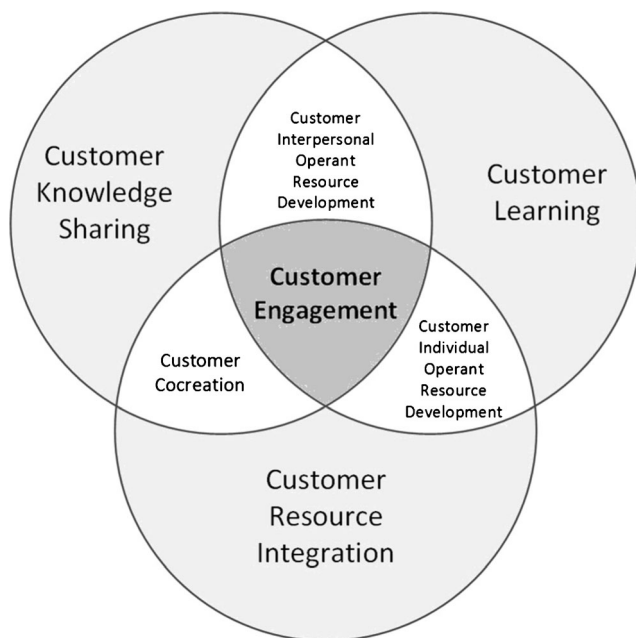 Customer
Interpersonal
Operant
Resource
Development
Customer
Knowledge
Sharing
Customer
Learning
Customer
Engagement
Customer
Cocreation
Customer
Individual
Operant
Resource
Development
Customer
Resource
Integration